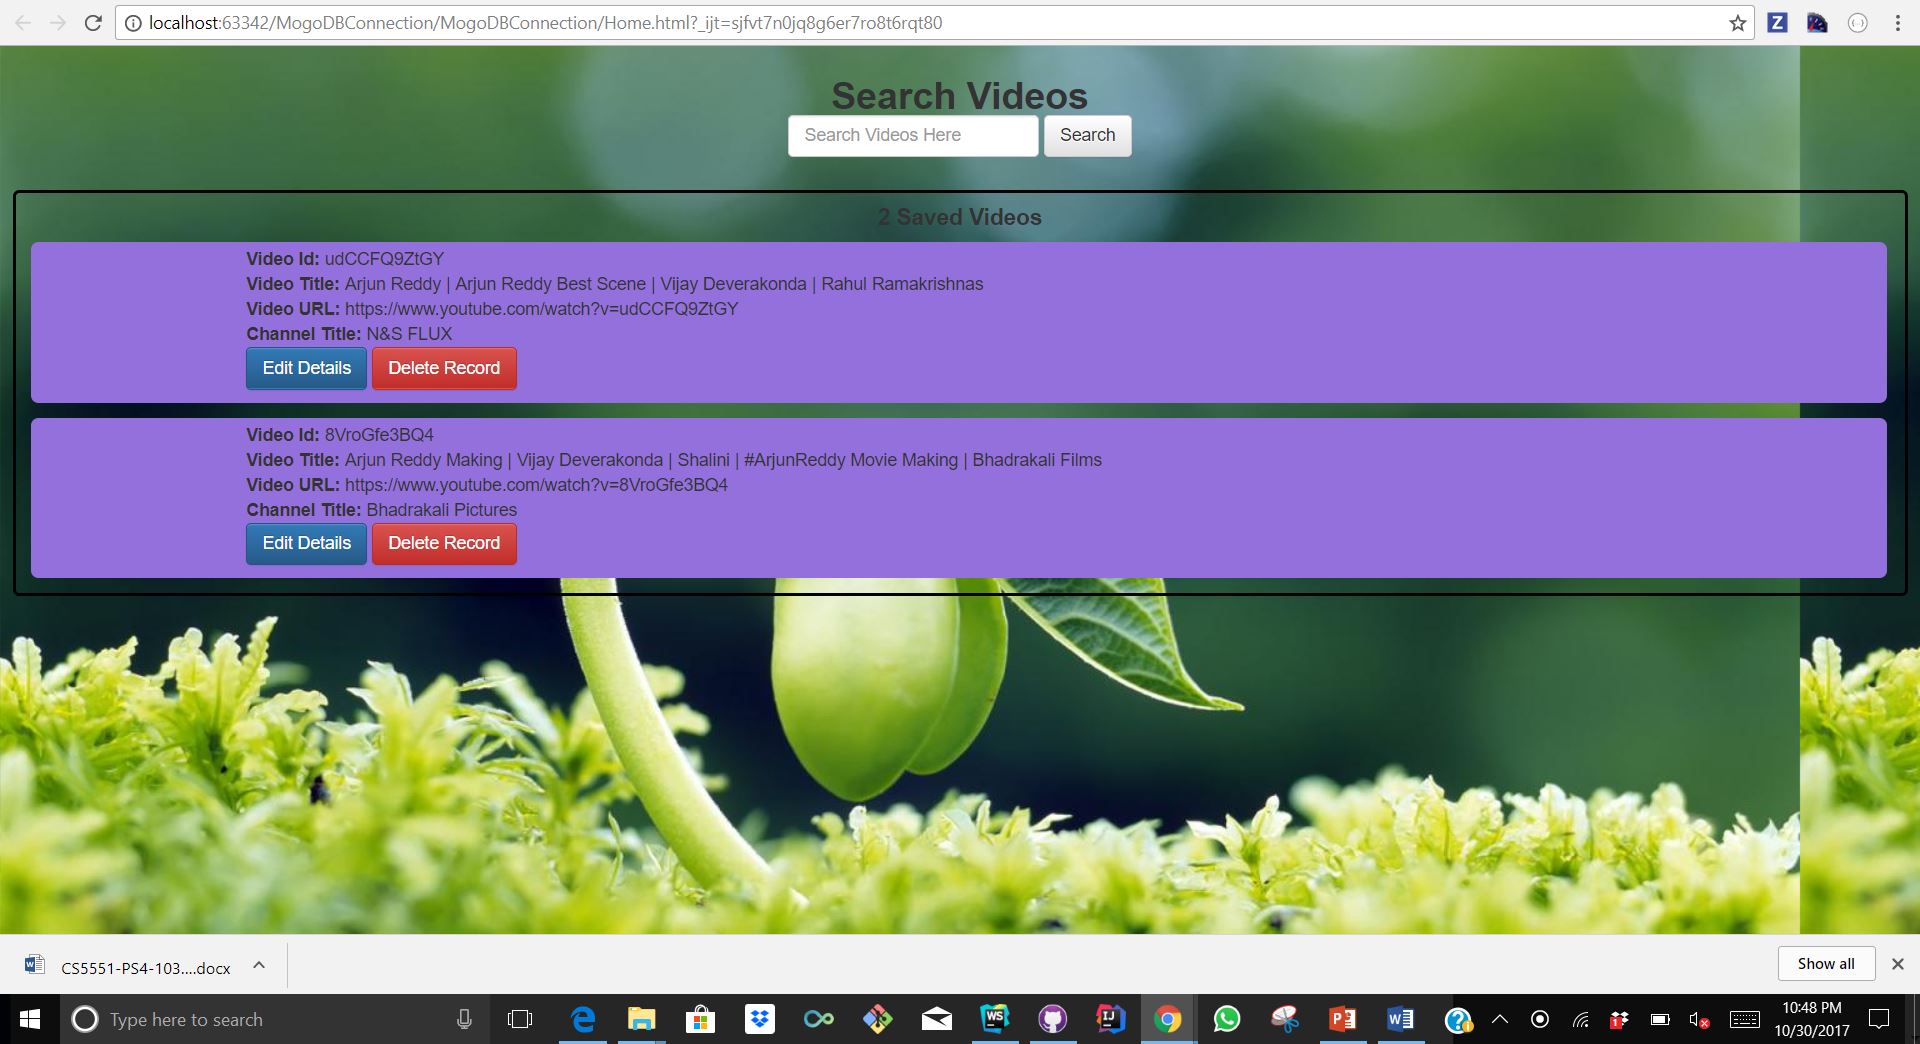 localhost:63342/MogoDBConnection/MogoDBConnection/Home.html?_ijt=sjfvt7n0jq8g6er7ro8t6rqt80
Z
Search Videos
Search Videos Here
Search
2 Saved Videos
Video Id: udCCFQ9ZtGY
Video Title: Arjun Reddy | Arjun Reddy Best Scene | Vijay Deverakonda | Rahul Ramakrishnas
Video URL: https://www.youtube.com/watch?v=udCCFQ9ZtGY
Channel Title: N&S FLUX
Edit Details Delete Record
Video Id: 8VroGfe3BQ4
Video Title: Arjun Reddy Making | Vijay Deverakonda | Shalini | #ArjunReddy Movie Making | Bhadrakali Films
Video URL: https://www.youtube.com/watch?v=8VroGfe3BQ4
Channel Title: Bhadrakali Pictures
Edit Details Delete Record
CS5551-PS4-103....docx
Show all
Type here to search
WS
IJ
1
10:48 PM
10/30/2017